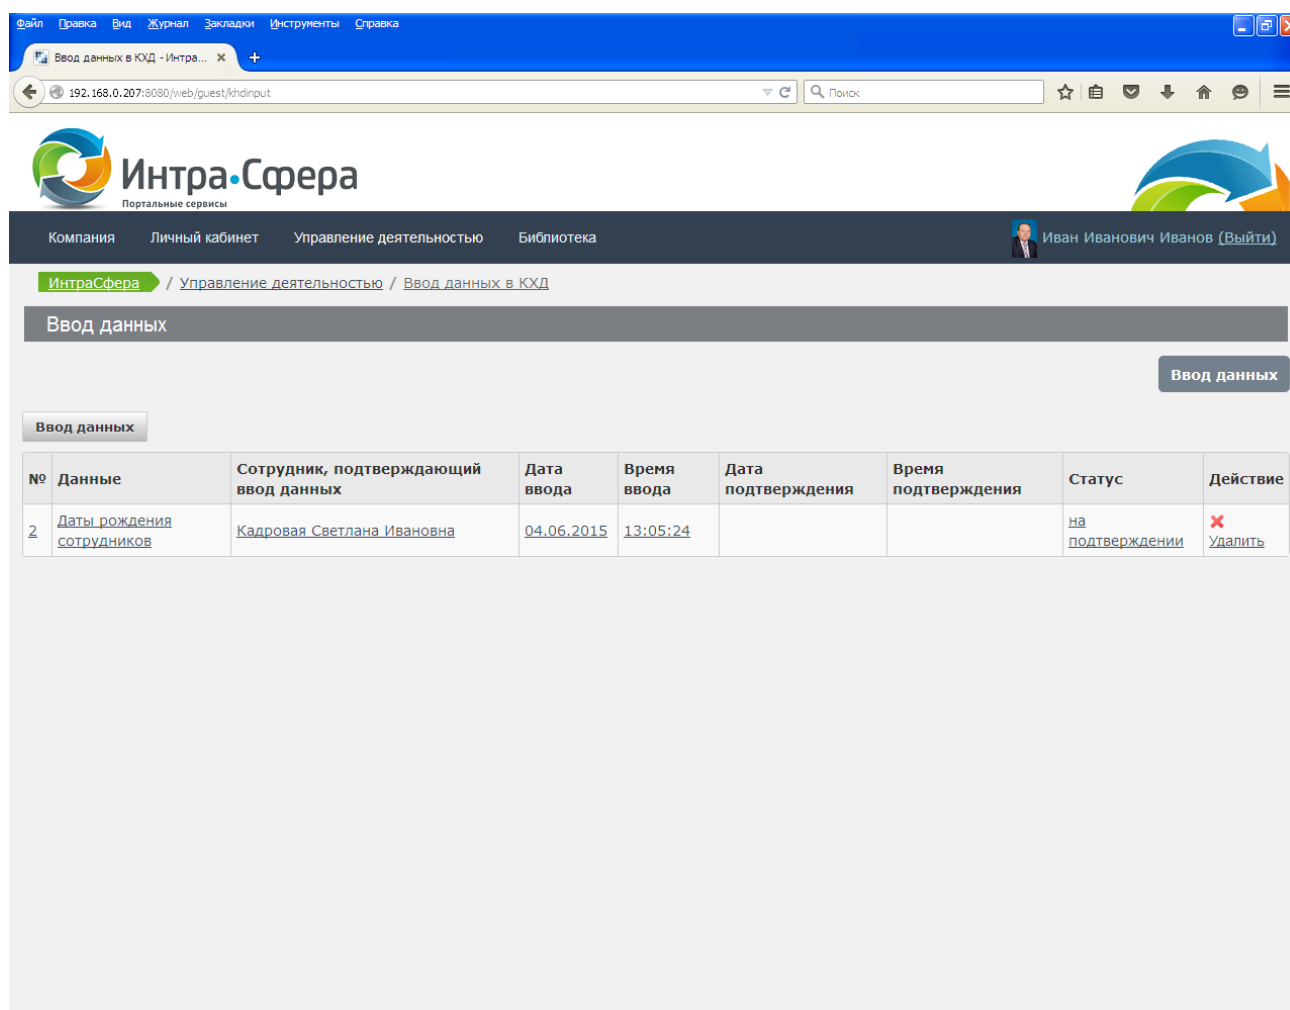 Файл Правка Вид Журнал Закладки Инструменты Справка
Ввод данных в КХД - Интра...
192.168.0.207:8080/web/guest/khdinput
Поиск
Интра•Сфера
Портальные сервисы
Компания Личный кабинет Управление деятельностью Библиотека
Иван Иванович Иванов (Выйти)
ИнтраСфера / Управление деятельностью / Ввод данных в КХД
Ввод данных
Ввод данных
Ввод данных
№ Данные Сотрудник, подтверждающий ввод данных Дата ввода Время ввода Дата подтверждения Время подтверждения Статус Действие
2 Даты рождения сотрудников Кадровая Светлана Ивановна 04.06.2015 13:05:24 на подтверждении Удалить